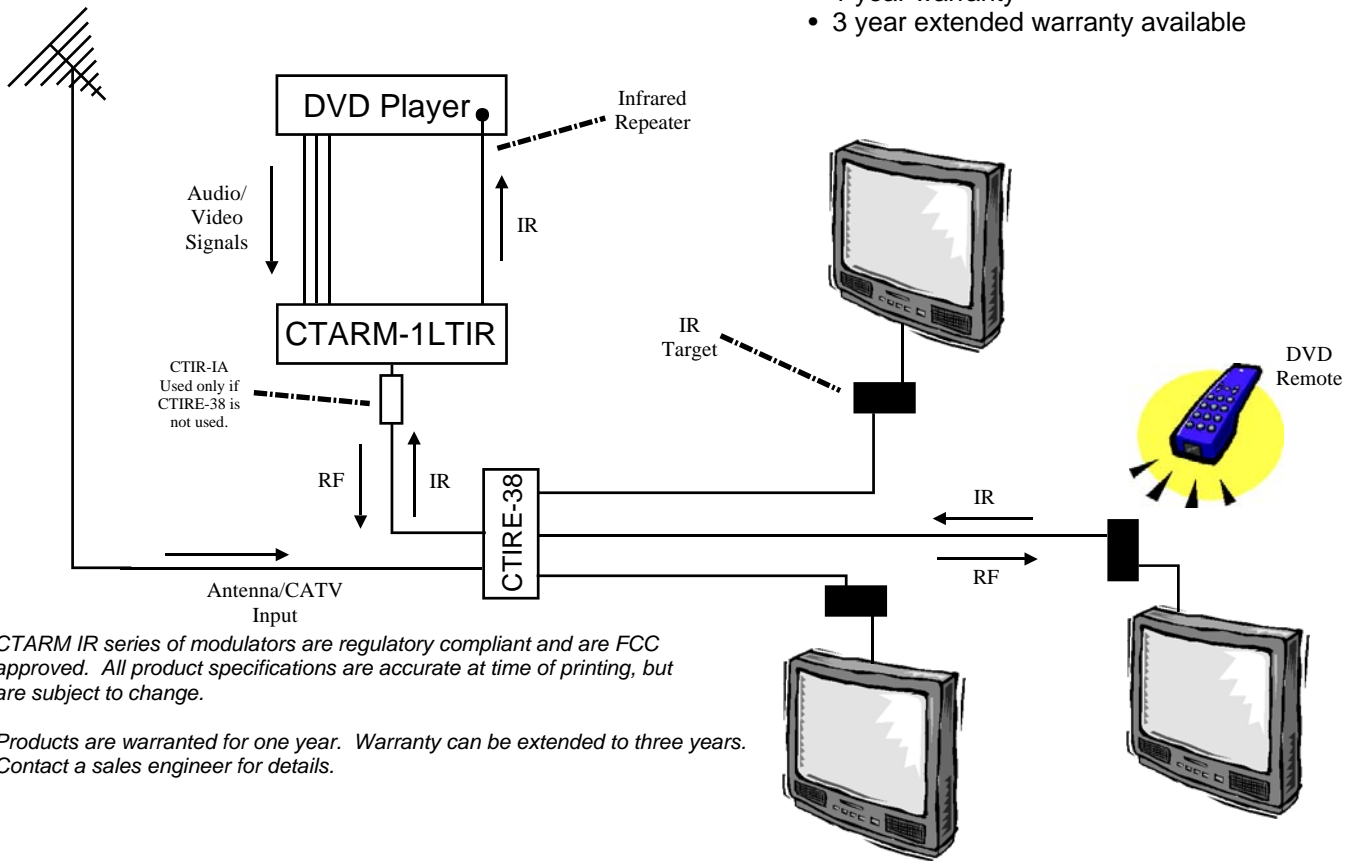 1 year warranty
• 3 year extended warranty available
DVD Player
Infrared
Repeater
Audio/
Video
Signals
IR
CTARM-1LTIR
IR
Target
DVD
Remote
CTIR-IA
Used only if
CTIRE-38 is
not used.
RF
IR
CTIRE-38
IR
RF
Antenna/CATV
Input
CTARM IR series of modulators are regulatory compliant and are FCC
approved. All product specifications are accurate at time of printing, but
are subject to change.
Products are warranted for one year. Warranty can be extended to three years.
Contact a sales engineer for details.